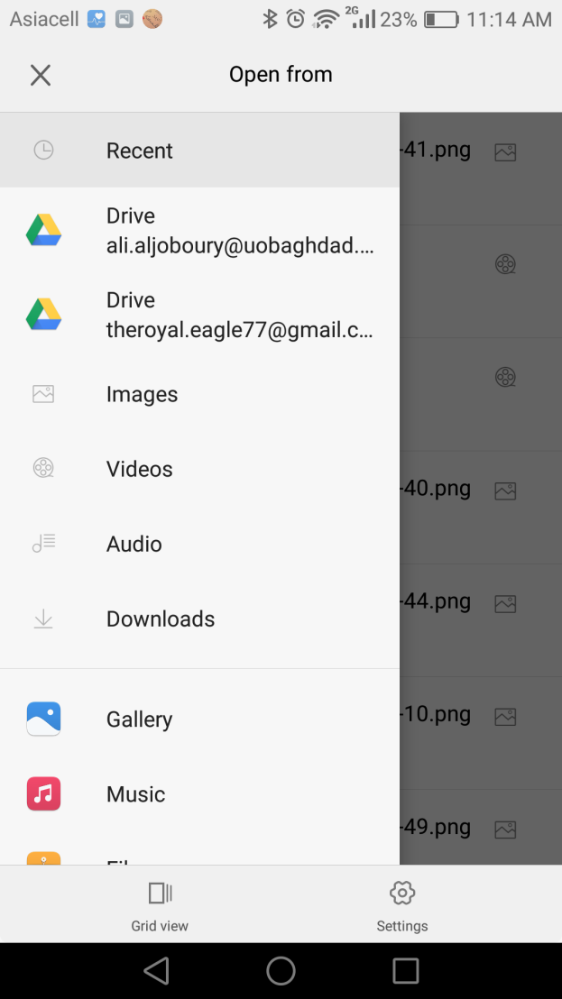 Asiacell
2G
23%
11:14 AM
Open from
Recent
-41.png
Drive
ali.aljoboury@uobaghdad....
Drive
theroyal.eagle77@gmail.c...
Images
Videos
-40.png
Audio
-44.png
Downloads
Gallery
-10.png
Music
-49.png
Grid view
Settings